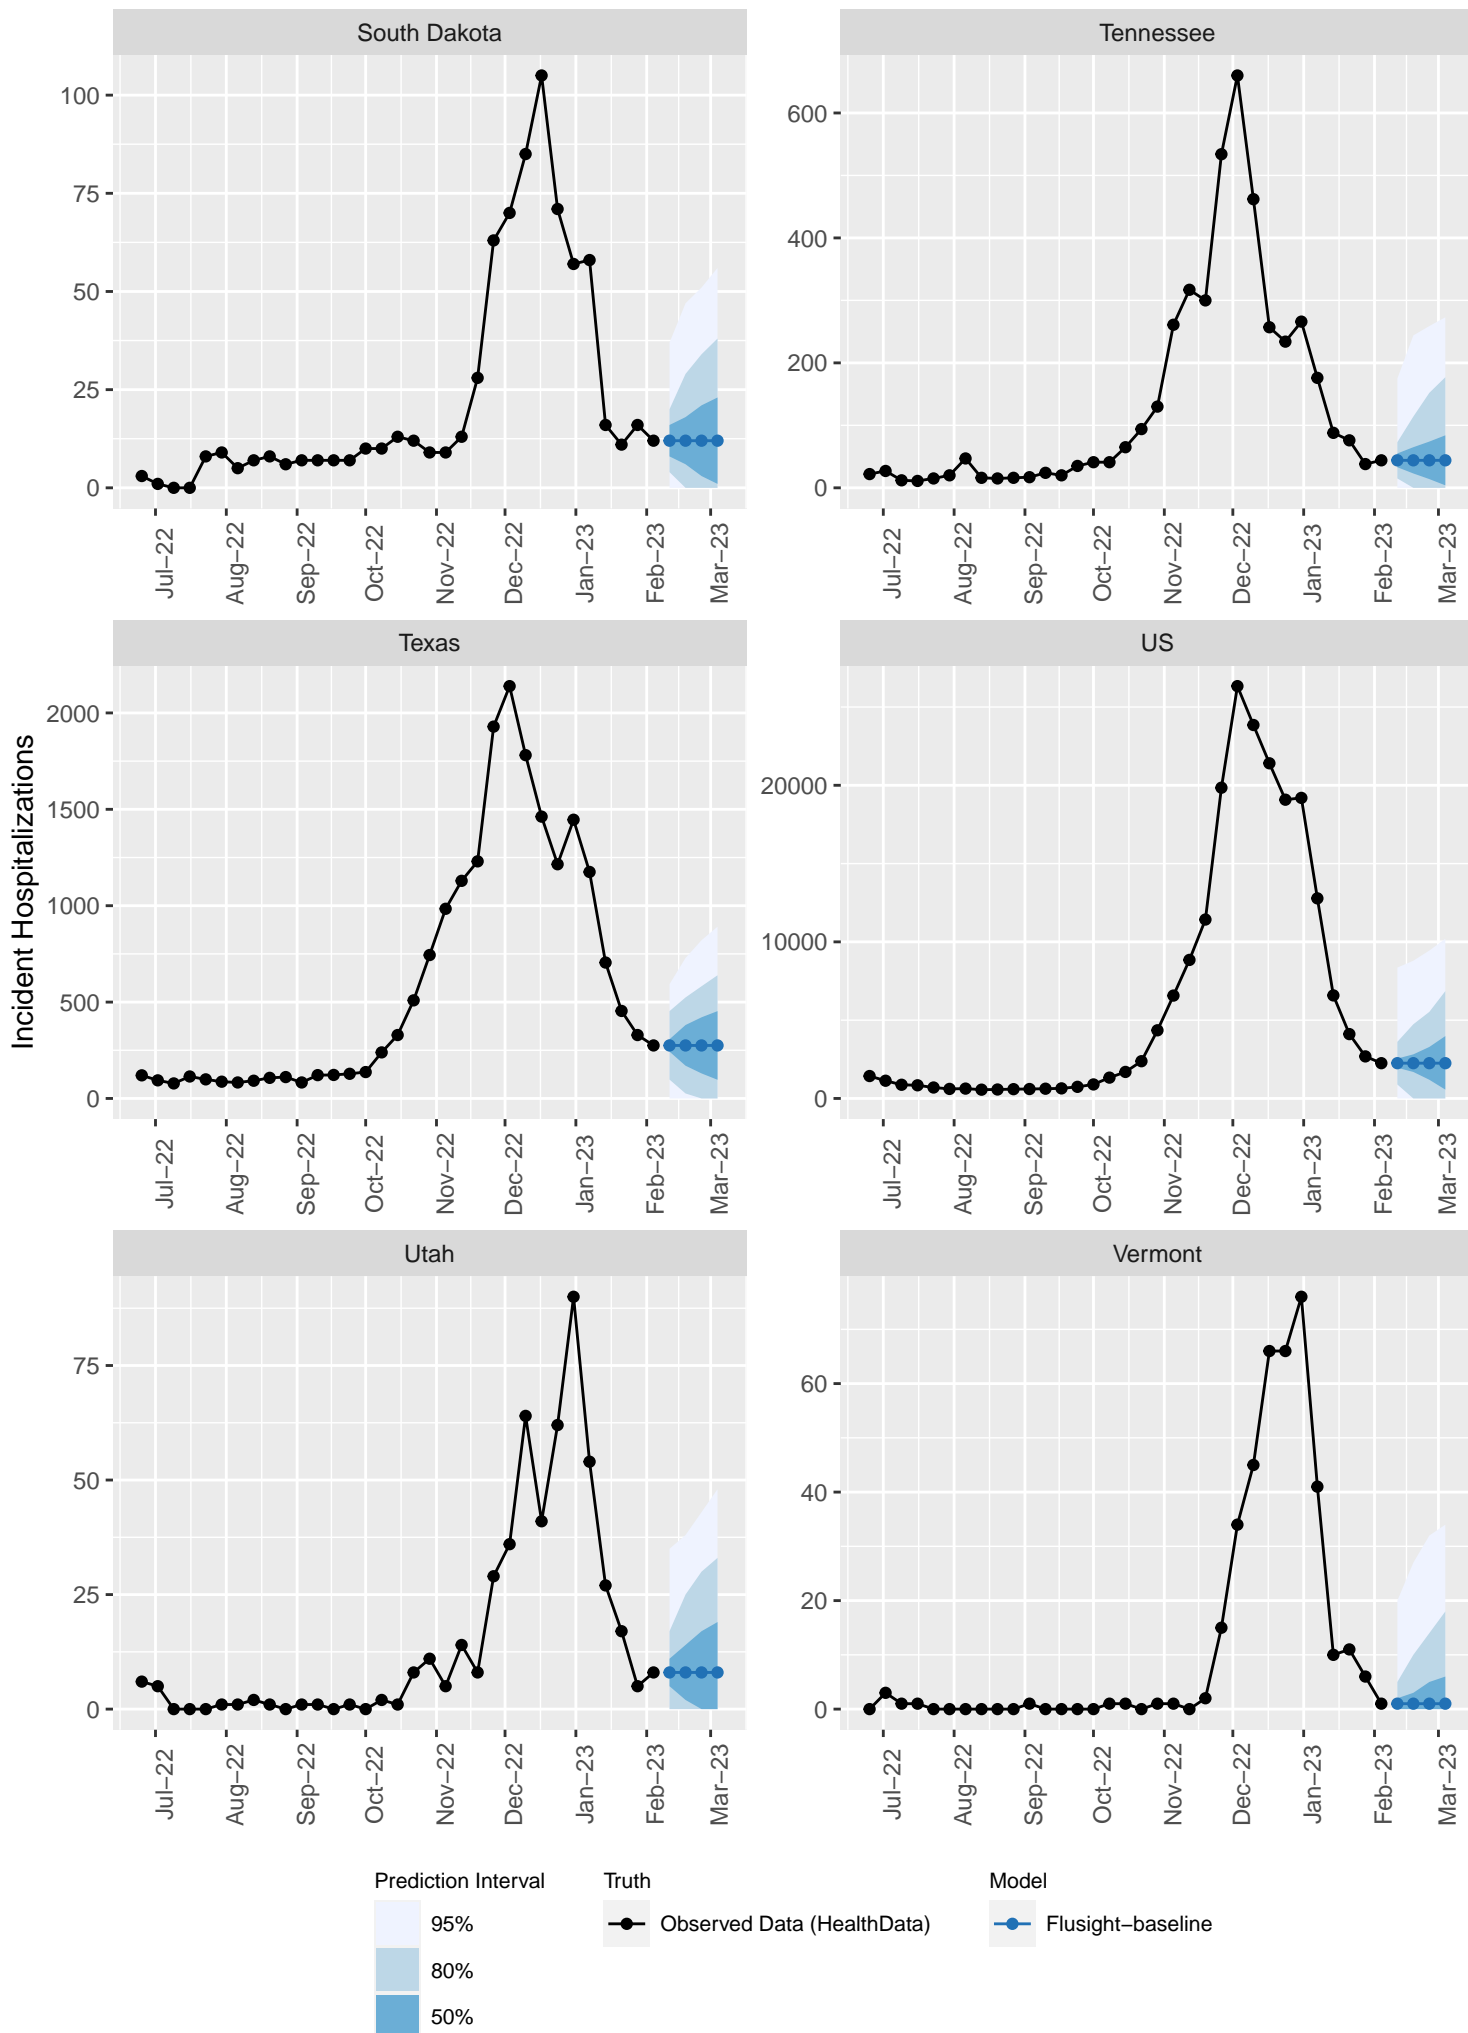 South Dakota
Tennessee
100
75
50
25
0
600
400
200
0
Jul−22
Aug−22
Sep−22
Oct−22
Nov−22
Dec−22
Jan−23
Feb−23
Mar−23
Jul−22
Aug−22
Sep−22
Oct−22
Nov−22
Dec−22
Jan−23
Feb−23
Mar−23
Incident Hospitalizations
Texas
US
2000
1500
1000
500
0
20000
10000
0
Jul−22
Aug−22
Sep−22
Oct−22
Nov−22
Dec−22
Jan−23
Feb−23
Mar−23
Jul−22
Aug−22
Sep−22
Oct−22
Nov−22
Dec−22
Jan−23
Feb−23
Mar−23
Utah
Vermont
75
50
25
0
60
40
20
0
Jul−22
Aug−22
Sep−22
Oct−22
Nov−22
Dec−22
Jan−23
Feb−23
Mar−23
Jul−22
Aug−22
Sep−22
Oct−22
Nov−22
Dec−22
Jan−23
Feb−23
Mar−23
Prediction Interval
95%
80%
50%
Truth
Observed Data (HealthData)
Model
Flusight−baseline